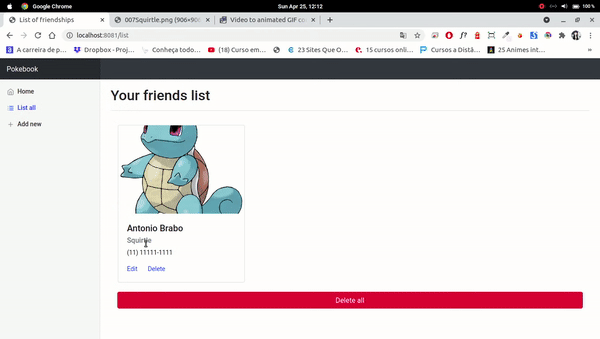 Google Chrome
Sun Apr 25, 12:12
100 %
List of friendships
007Squirtle.png (906×90
Video to animated GIF co
localhost:8081/list
A carreira de p
Dropbox - Proj…
Conheça todo…
(18) Curso em…
23 Sites Que O…
15 cursos onli…
Cursos a Distâ…
25 Animes int…
Pokebook
Home
List all
Add new
Your friends list
Antonio Brabo
Squirtle
(11) 11111-1111
Edit
Delete
Delete all